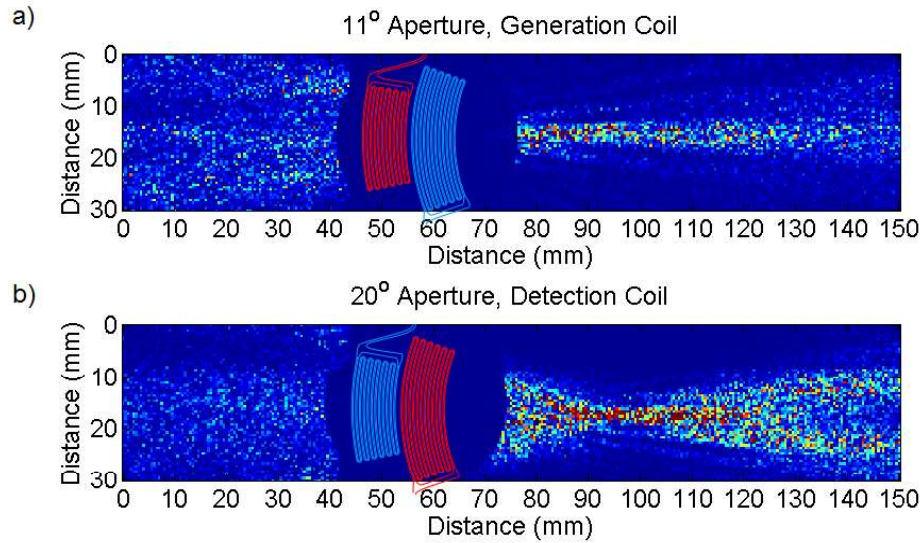 a)
11° Aperture, Generation Coil
Distance (mm)
0
10
20
30
0 10 20 30 40 50 60 70 80 90 100 110 120 130 140 150
Distance (mm)
b)
20° Aperture, Detection Coil
Distance (mm)
0
10
20
30
0 10 20 30 40 50 60 70 80 90 100 110 120 130 140 150
Distance (mm)